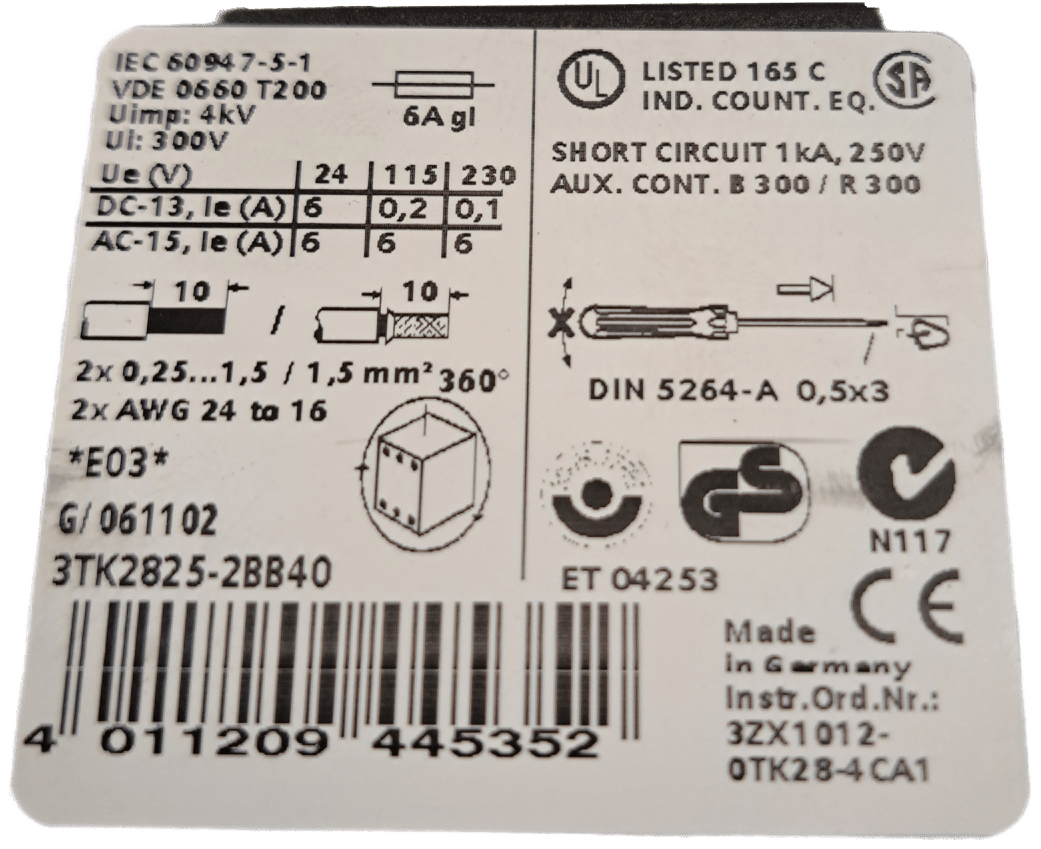 IEC 60947-5-1
VDE 0660 T200
Uimp: 4kV
Ui: 300V
6A gl
Ue (V) 24 115 230
DC-13, Ie (A) 6 0,2 0,1
AC-15, Ie (A) 6 6 6
10 / 10
2x 0,25...1,5 / 1,5 mm² 360°
2x AWG 24 to 16
*E03*
G/ 061102
3TK2825-2BB40
4 011209 445352
UL LISTED 165 C SA
IND. COUNT. EQ.
SHORT CIRCUIT 1kA, 250V
AUX. CONT. B 300 / R 300
DIN 5264-A 0,5x3
GS
N117
ET 04253
CE
Made
in Germany
Instr.Ord.Nr.:
3ZX1012-
0TK28-4CA1